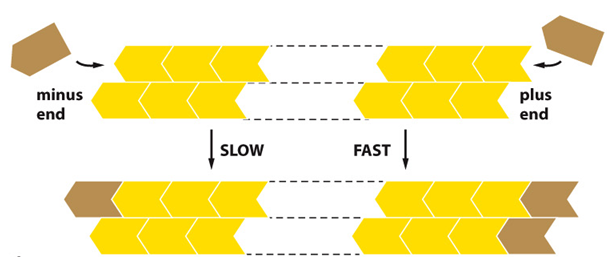 minus
end
plus
end
SLOW
FAST